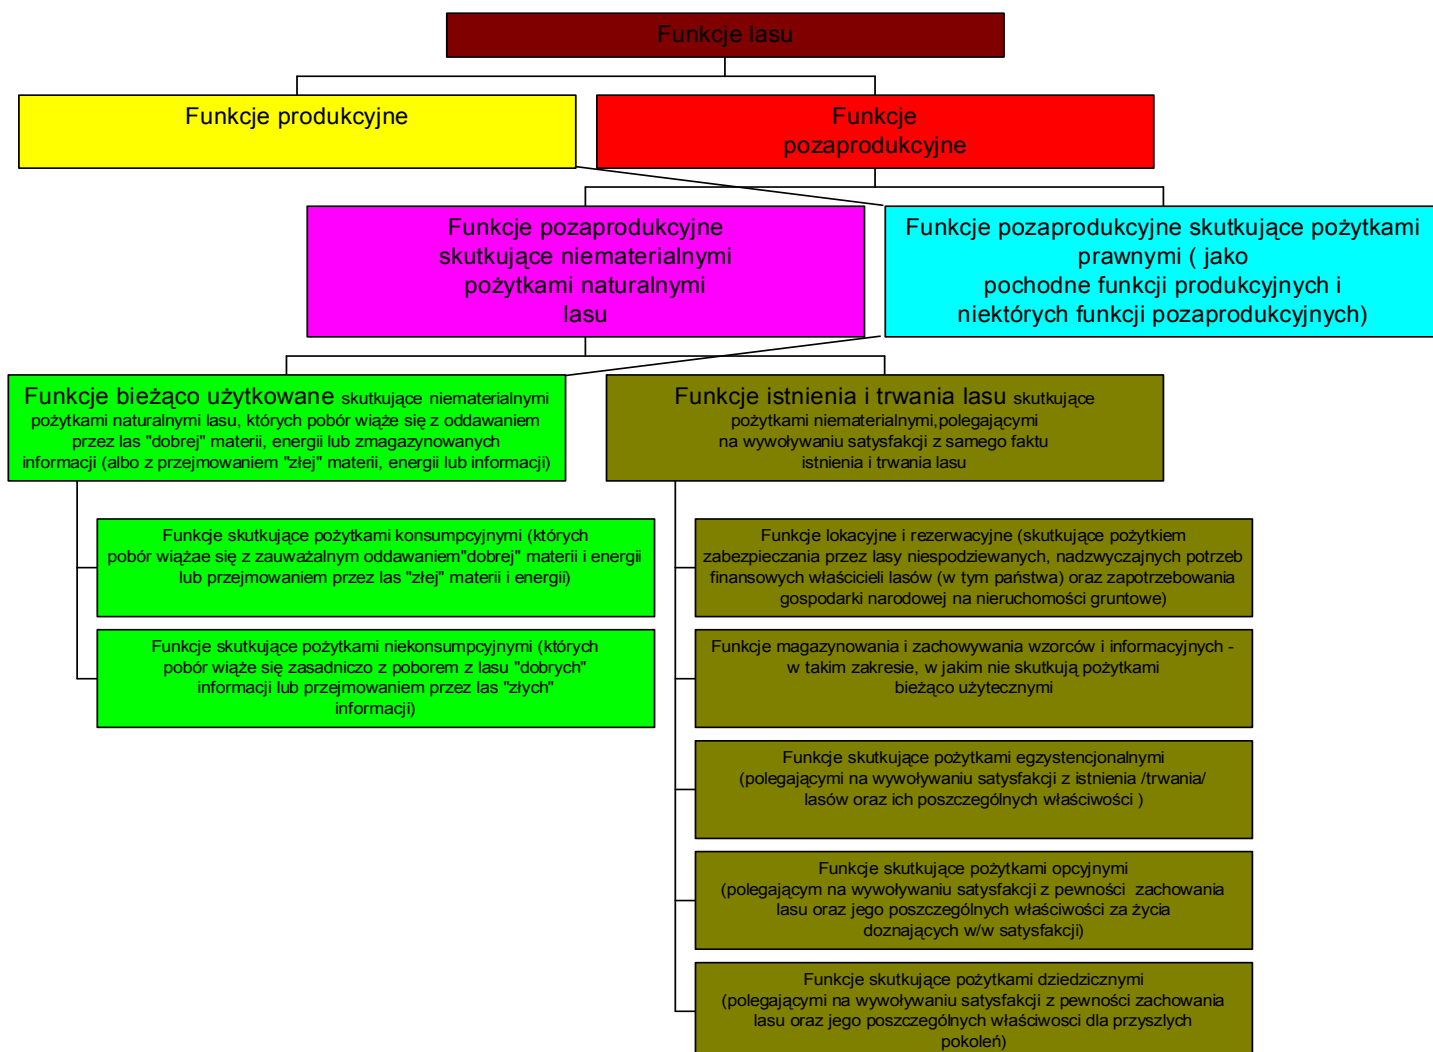 Funkcje lasu
Funkcje produkcyjne
Funkcje
pozaprodukcyjne
Funkcje pozaprodukcyjne
skutkujące niematerialnymi
pożytkami naturalnymi
lasu
Funkcje pozaprodukcyjne skutkujące pożytkami
prawnymi ( jako
pochodne funkcji produkcyjnych i
niektórych funkcji pozaprodukcyjnych)
Funkcje bieżąco użytkowane skutkujące niematerialnymi
pożytkami naturalnymi lasu, których pobór wiąże się z oddawaniem
przez las "dobrej" materii, energii lub zmagazynowanych
informacji (albo z przejmowaniem "złej" materii, energii lub informacji)
Funkcje istnienia i trwania lasu skutkujące
pożytkami niematerialnymi,polegającymi
na wywoływaniu satysfakcji z samego faktu
istnienia i trwania lasu
Funkcje skutkujące pożytkami konsumpcyjnymi (których
pobór wiążae się z zauważalnym oddawaniem"dobrej" materii i energii
lub przejmowaniem przez las "złej" materii i energii)
Funkcje skutkujące pożytkami niekonsumpcyjnymi (których
pobór wiąże się zasadniczo z poborem z lasu "dobrych"
informacji lub przejmowaniem przez las "złych"
informacji)
Funkcje lokacyjne i rezerwacyjne (skutkujące pożytkiem
zabezpieczania przez lasy niespodziewanych, nadzwyczajnych potrzeb
finansowych właścicieli lasów (w tym państwa) oraz zapotrzebowania
gospodarki narodowej na nieruchomości gruntowe)
Funkcje magazynowania i zachowywania wzorców i informacyjnych -
w takim zakresie, w jakim nie skutkują pożytkami
bieżąco użytecznymi
Funkcje skutkujące pożytkami egzystencjonalnymi
(polegającymi na wywoływaniu satysfakcji z istnienia /trwania/
lasów oraz ich poszczególnych właściwości )
Funkcje skutkujące pożytkami opcyjnymi
(polegającym na wywoływaniu satysfakcji z pewności zachowania
lasu oraz jego poszczególnych właściwości za życia
doznających w/w satysfakcji)
Funkcje skutkujące pożytkami dziedzicznymi
(polegającymi na wywoływaniu satysfakcji z pewności zachowania
lasu oraz jego poszczególnych właściwosci dla przyszlych
pokoleń)